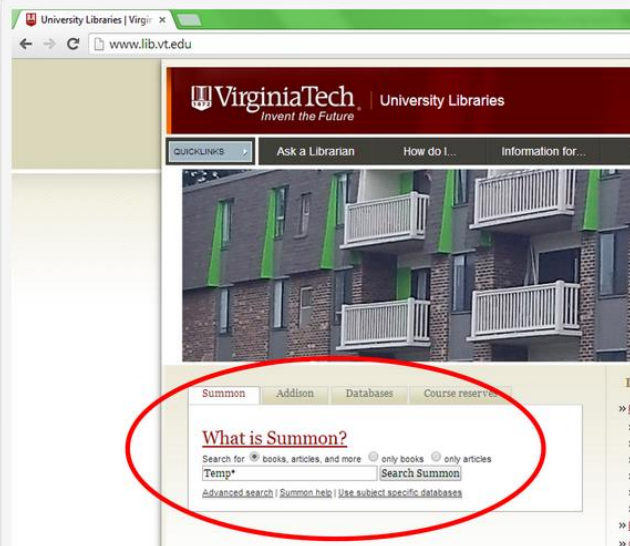 University Libraries | Virgin
www.lib.vt.edu
1872 VirginiaTech | University Libraries
Invent the Future
QUICKLINKS Ask a Librarian How do I... Information for...
Summon Addison Databases Course reserves
What is Summon?
Search for books, articles, and more only books only articles
Temp* Search Summon
Advanced search | Summon help | Use subject specific databases